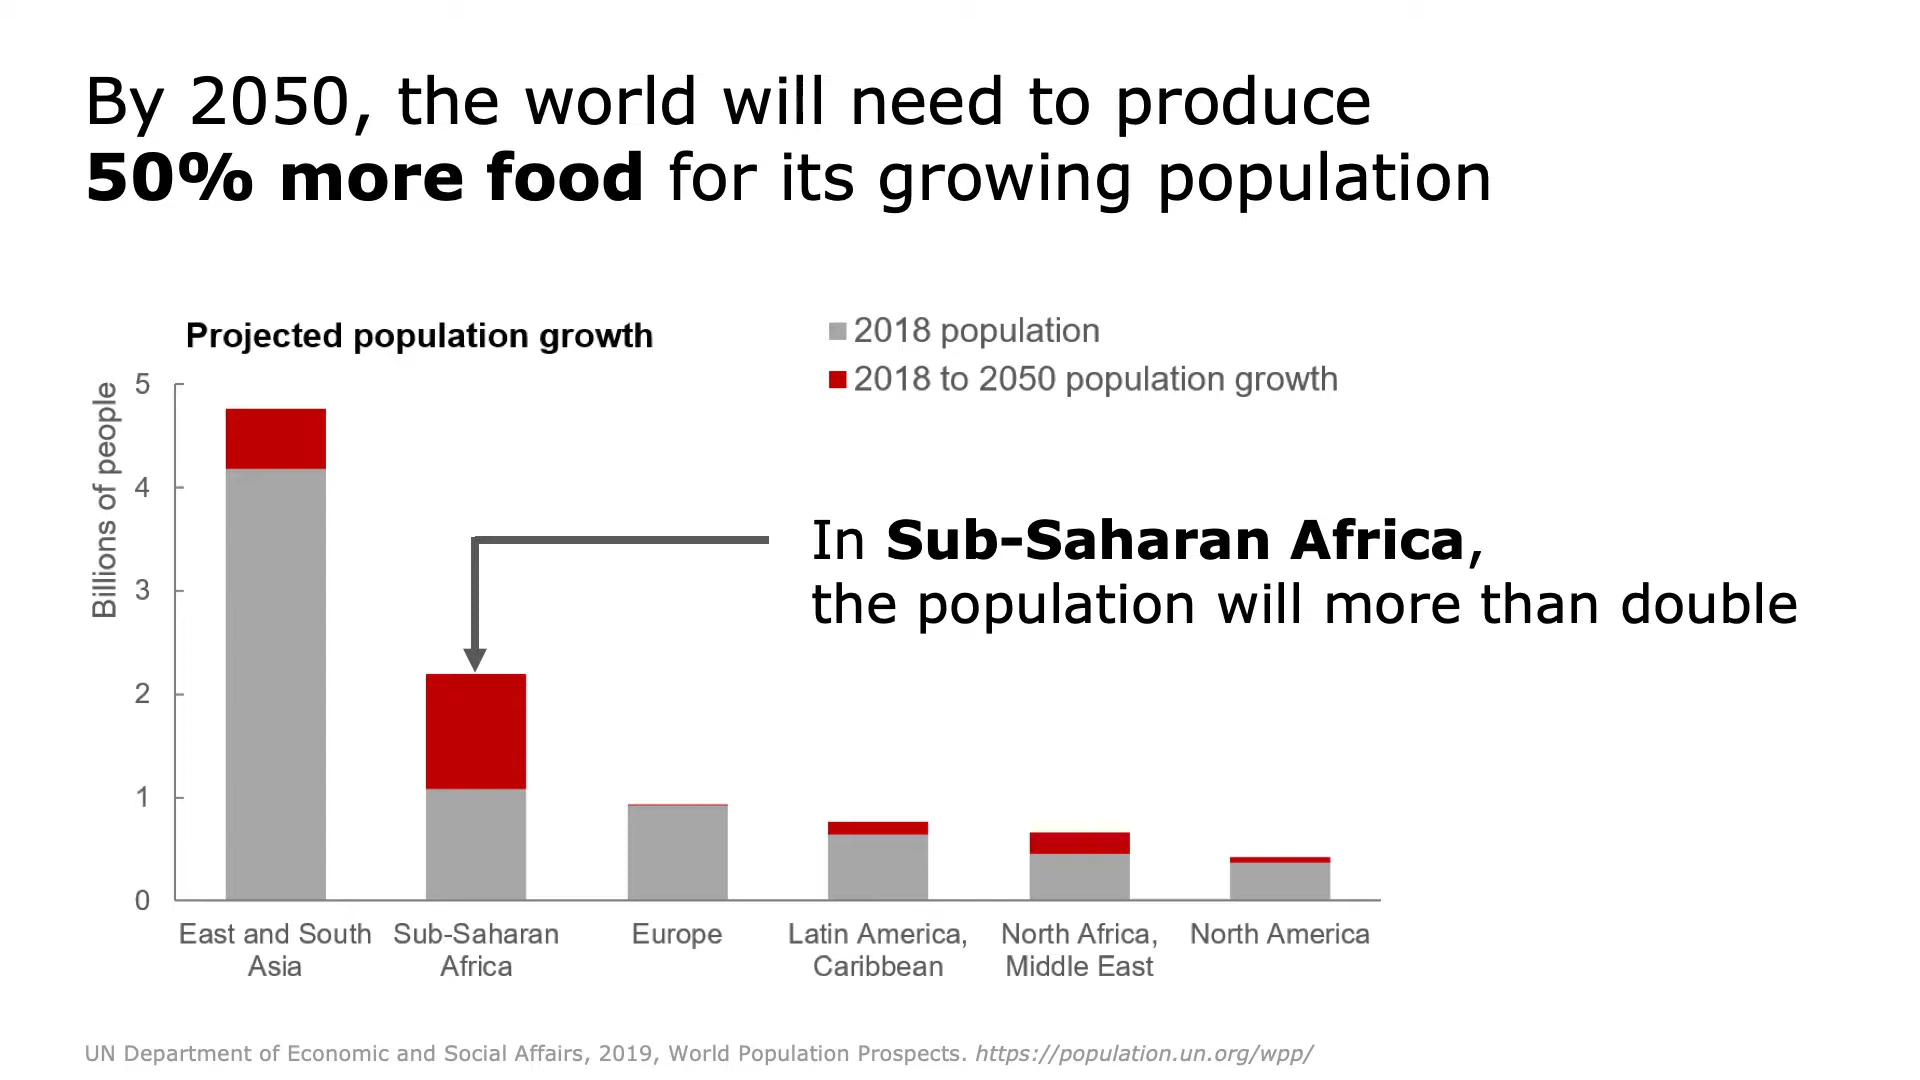 By 2050, the world will need to produce
50% more food for its growing population
Projected population growth
2018 population
2018 to 2050 population growth
Billions of people
5
4
3
2
1
0
In Sub-Saharan Africa,
the population will more than double
East and South
Asia
Sub-Saharan
Africa
Europe
Latin America,
Caribbean
North Africa,
Middle East
North America
UN Department of Economic and Social Affairs, 2019, World Population Prospects. https://population.un.org/wpp/